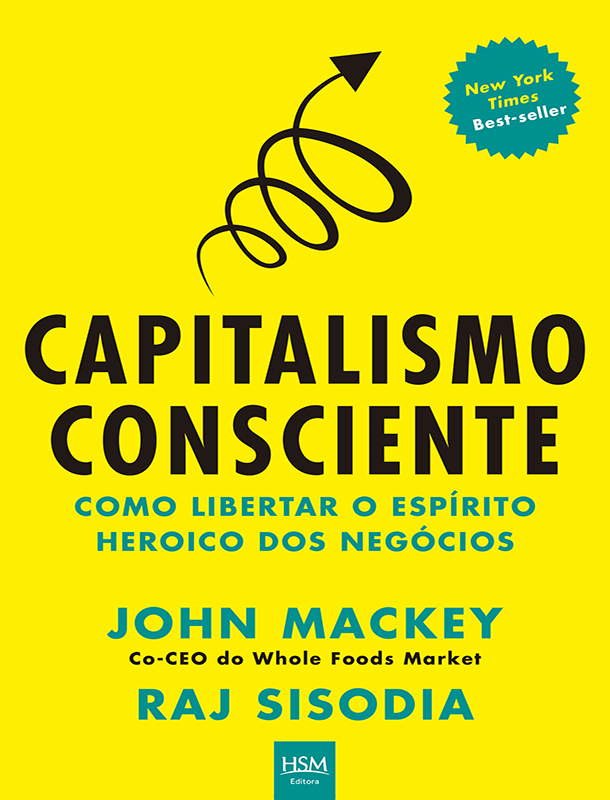 New York
Times
Best-seller
CAPITALISMO
CONSCIENTE
COMO LIBERTAR O ESPÍRITO
HEROICO DOS NEGÓCIOS
JOHN MACKEY
Co-CEO do Whole Foods Market
RAJ SISODIA
HSM
Editora